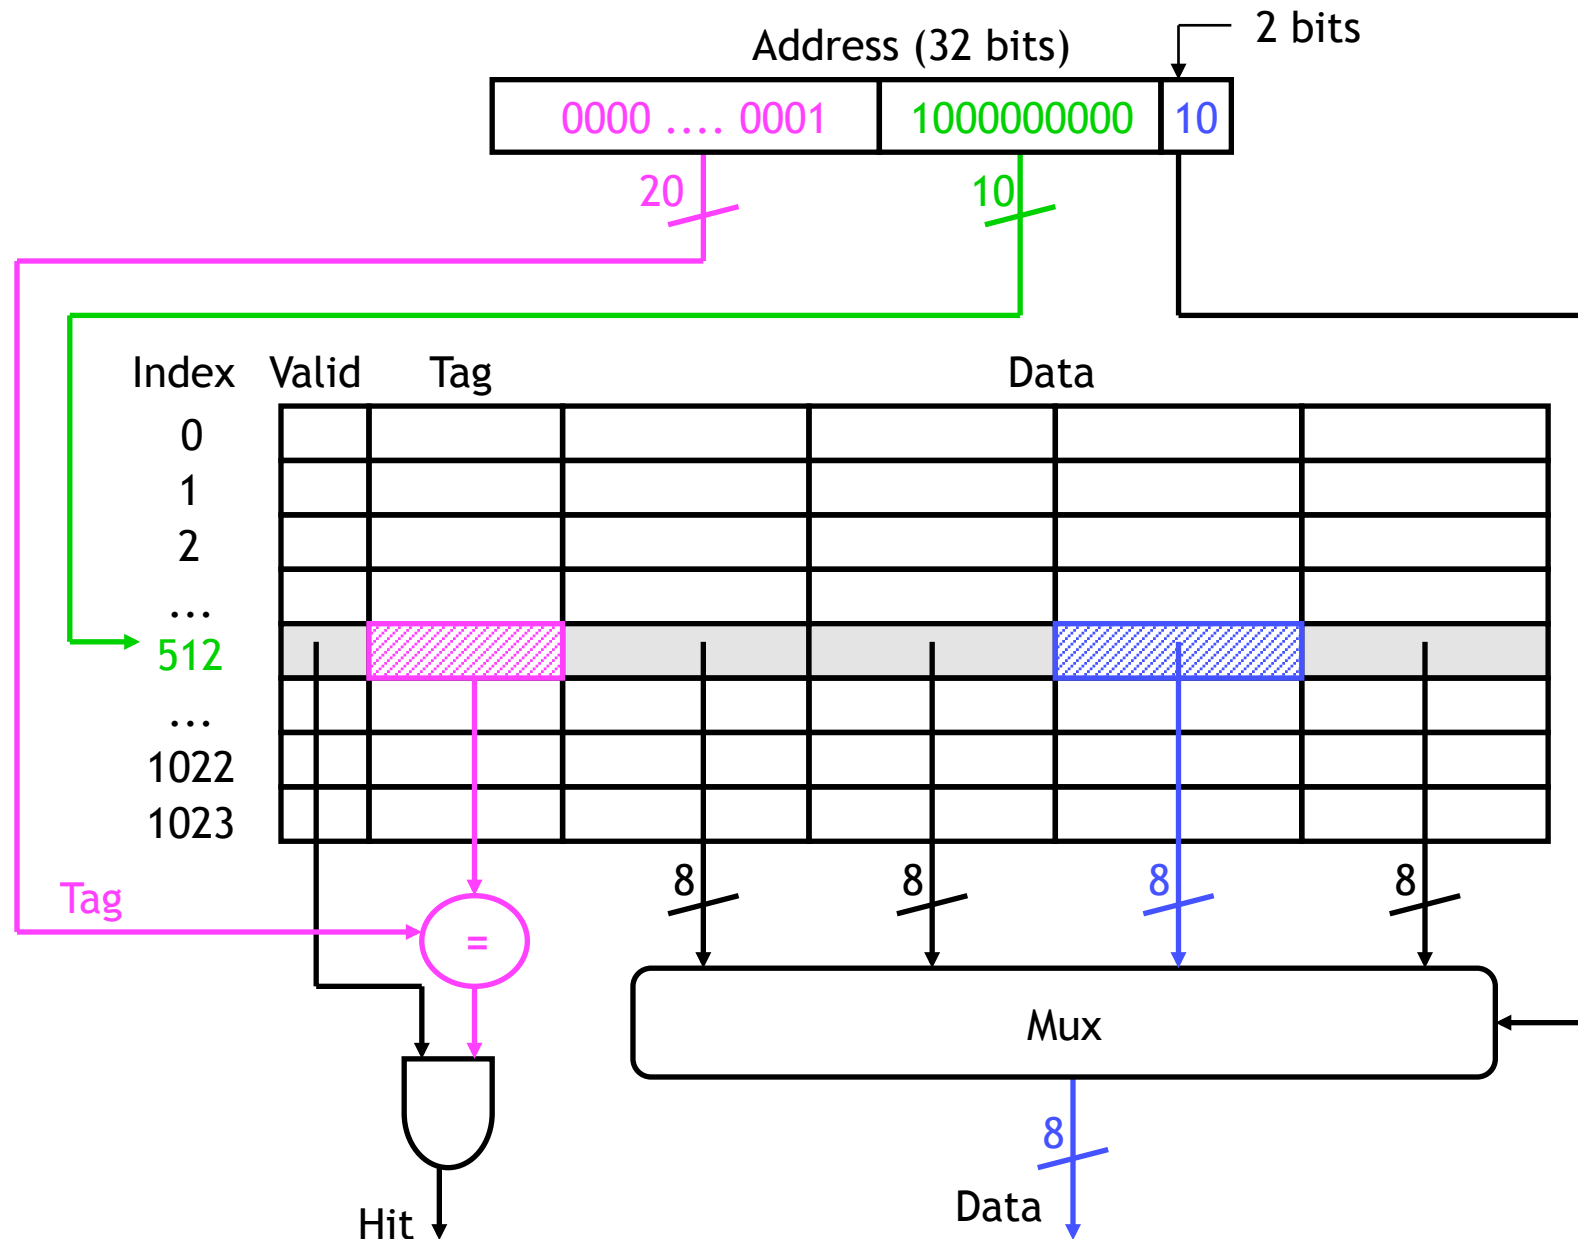 2 bits
Address (32 bits)
0000 .... 0001 1000000000 10
20 10
Index Valid Tag Data
0
1
2
...
512
...
1022
1023
8 8 8 8
Tag
=
Mux
8
Data
Hit